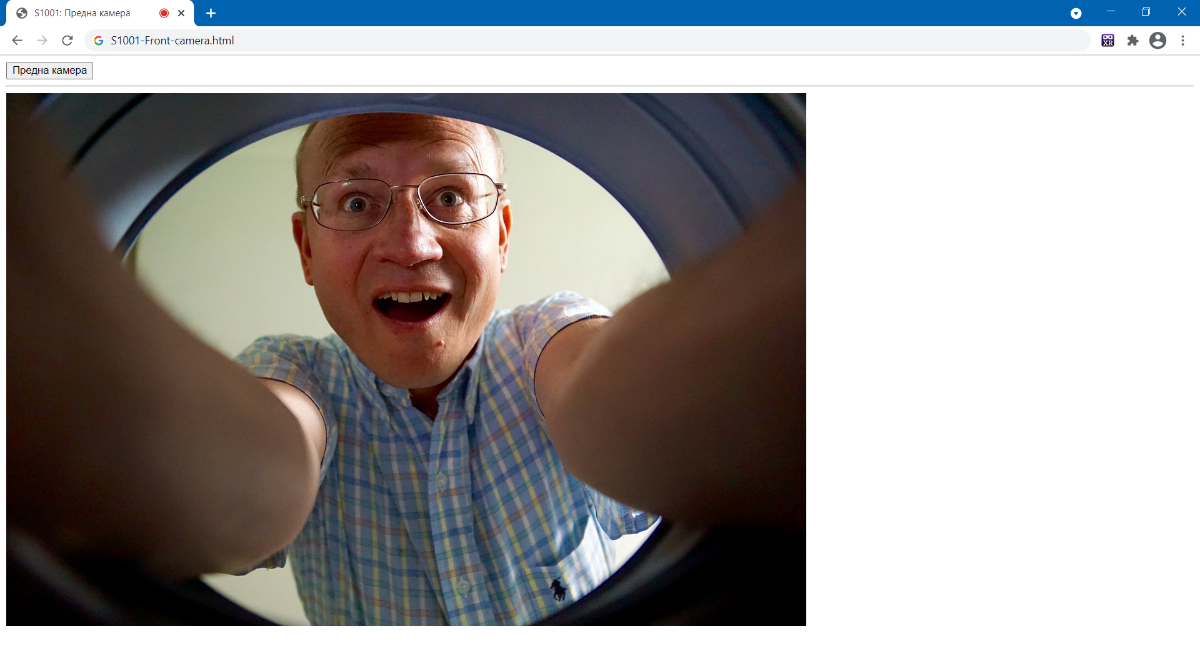 S1001: Предна камера
S1001-Front-camera.html
Предна камера